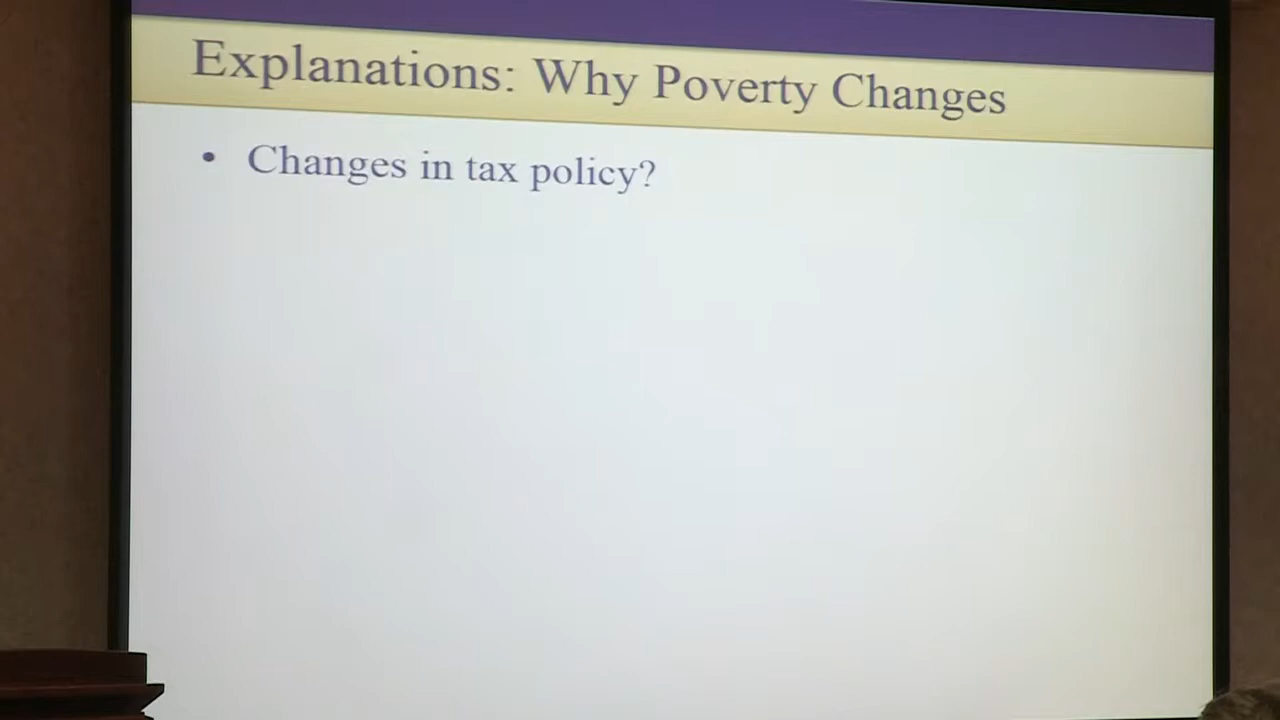 Explanations: Why Poverty Changes
• Changes in tax policy?